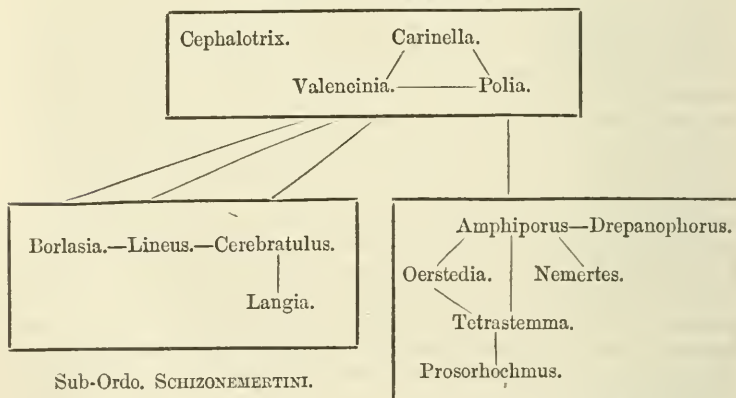 Cephalotrix. Carinella.
Valencinia. Polia.
Borlasia.—Lineus.—Cerebratulus.
Langia.
Sub-Ordo. SCHIZONEMERTINI.
Amphiporus—Drepanophorus.
Oerstedia. Nemertes.
Tetrastemma.
Prosorhochmus.